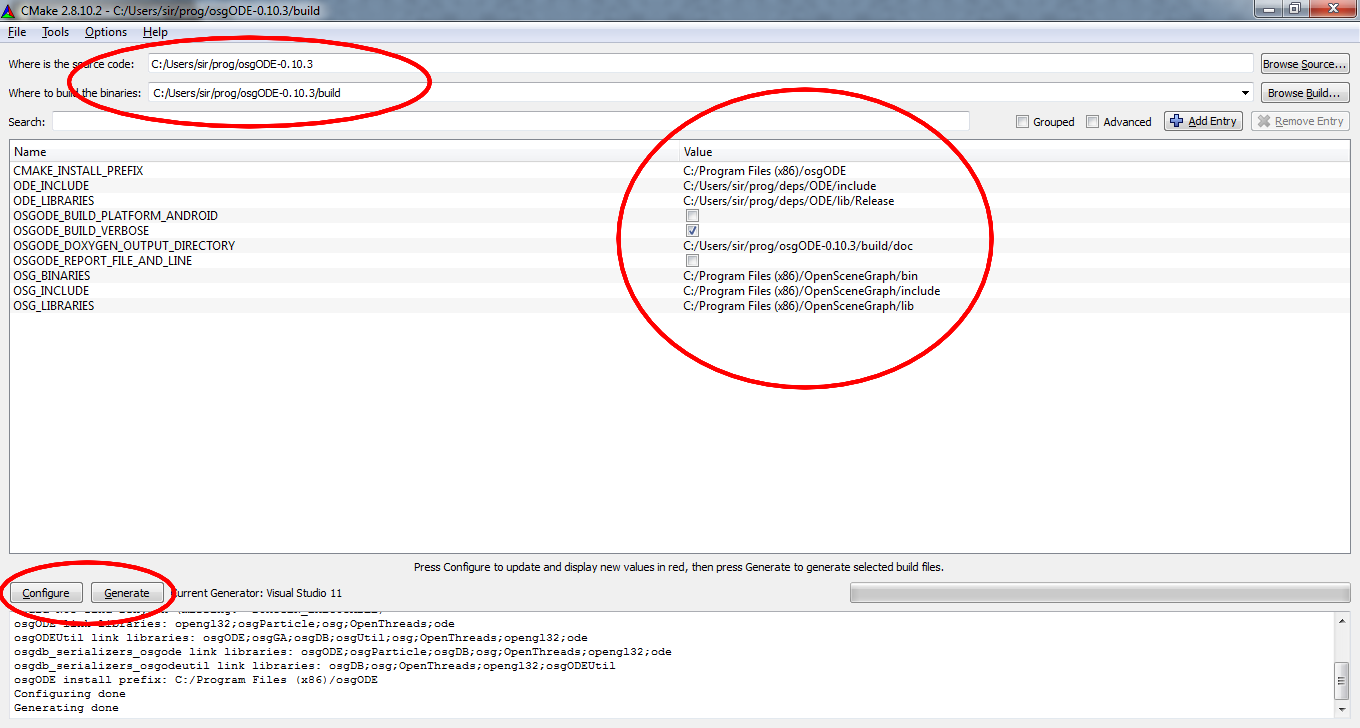 CMake 2.8.10.2 - C:/Users/sir/prog/osgODE-0.10.3/build
File Tools Options Help
Where is the source code: C:/Users/sir/prog/osgODE-0.10.3 Browse Source...
Where to build the binaries: C:/Users/sir/prog/osgODE-0.10.3/build Browse Build...
Search: Grouped Advanced Add Entry Remove Entry
Name Value
CMAKE_INSTALL_PREFIX C:/Program Files (x86)/osgODE
ODE_INCLUDE C:/Users/sir/prog/deps/ODE/include
ODE_LIBRARIES C:/Users/sir/prog/deps/ODE/lib/Release
OSGODE_BUILD_PLATFORM_ANDROID
OSGODE_BUILD_VERBOSE
OSGODE_DOXYGEN_OUTPUT_DIRECTORY C:/Users/sir/prog/osgODE-0.10.3/build/doc
OSGODE_REPORT_FILE_AND_LINE
OSG_BINARIES C:/Program Files (x86)/OpenSceneGraph/bin
OSG_INCLUDE C:/Program Files (x86)/OpenSceneGraph/include
OSG_LIBRARIES C:/Program Files (x86)/OpenSceneGraph/lib
Press Configure to update and display new values in red, then press Generate to generate selected build files.
Configure Generate Current Generator: Visual Studio 11
osgODE link libraries: opengl32;osgParticle;osg;OpenThreads;ode
osgODEUtil link libraries: osgODE;osgGA;osgDB;osgUtil;osg;OpenThreads;opengl32;ode
osgdb_serializers_osgode link libraries: osgODE;osgParticle;osgDB;osg;OpenThreads;opengl32;ode
osgdb_serializers_osgodeutil link libraries: osgDB;osg;OpenThreads;opengl32;osgODEUtil
osgODE install prefix: C:/Program Files (x86)/osgODE
Configuring done
Generating done